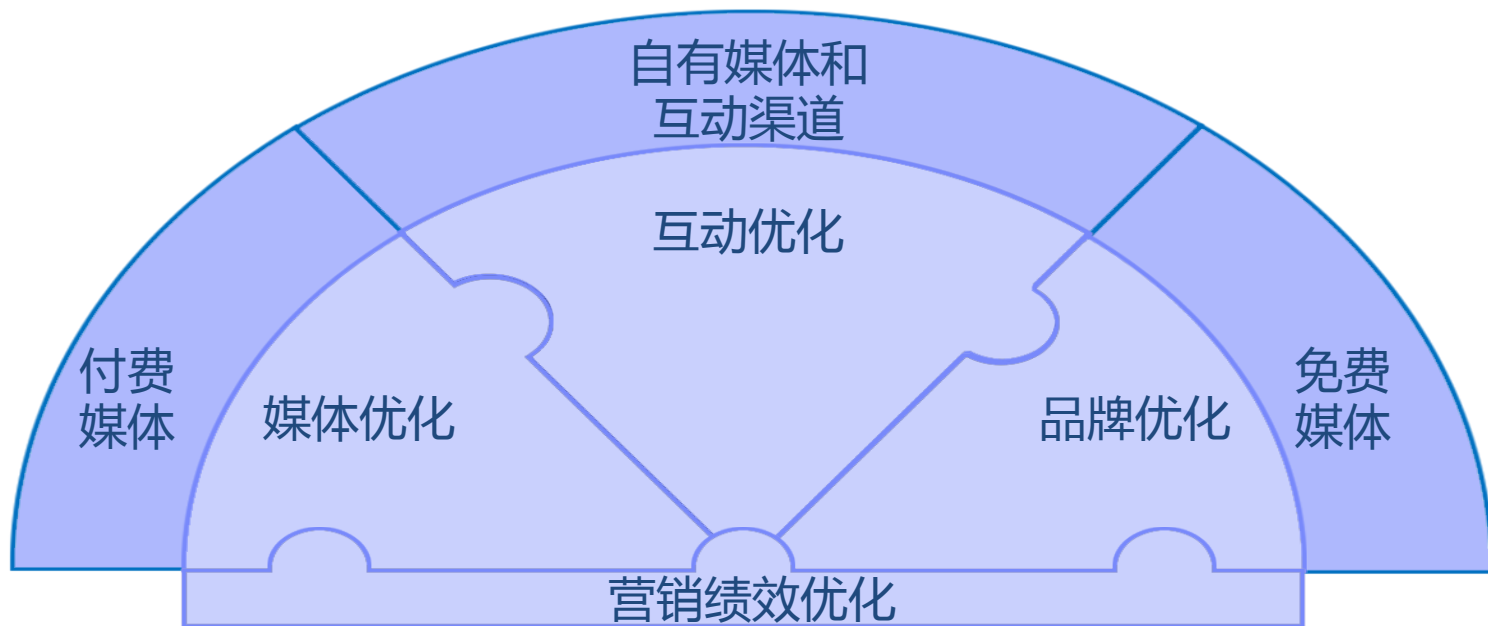 自有媒体和
互动渠道
互动优化
付费
媒体
媒体优化
品牌优化
免费
媒体
营销绩效优化